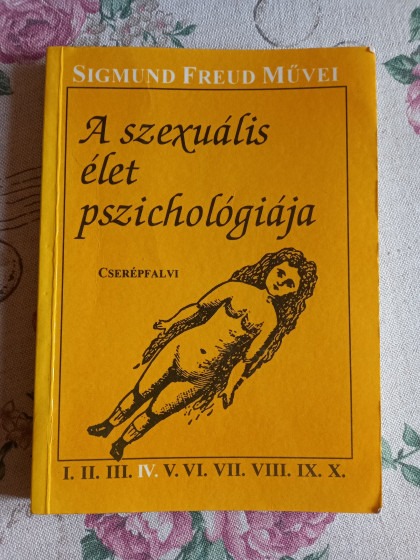 SIGMUND FREUD MŰVEI
A szexuális
élet
pszichológiája
CSERÉPFALVI
I. II. III. IV. V. VI. VII. VIII. IX. X.